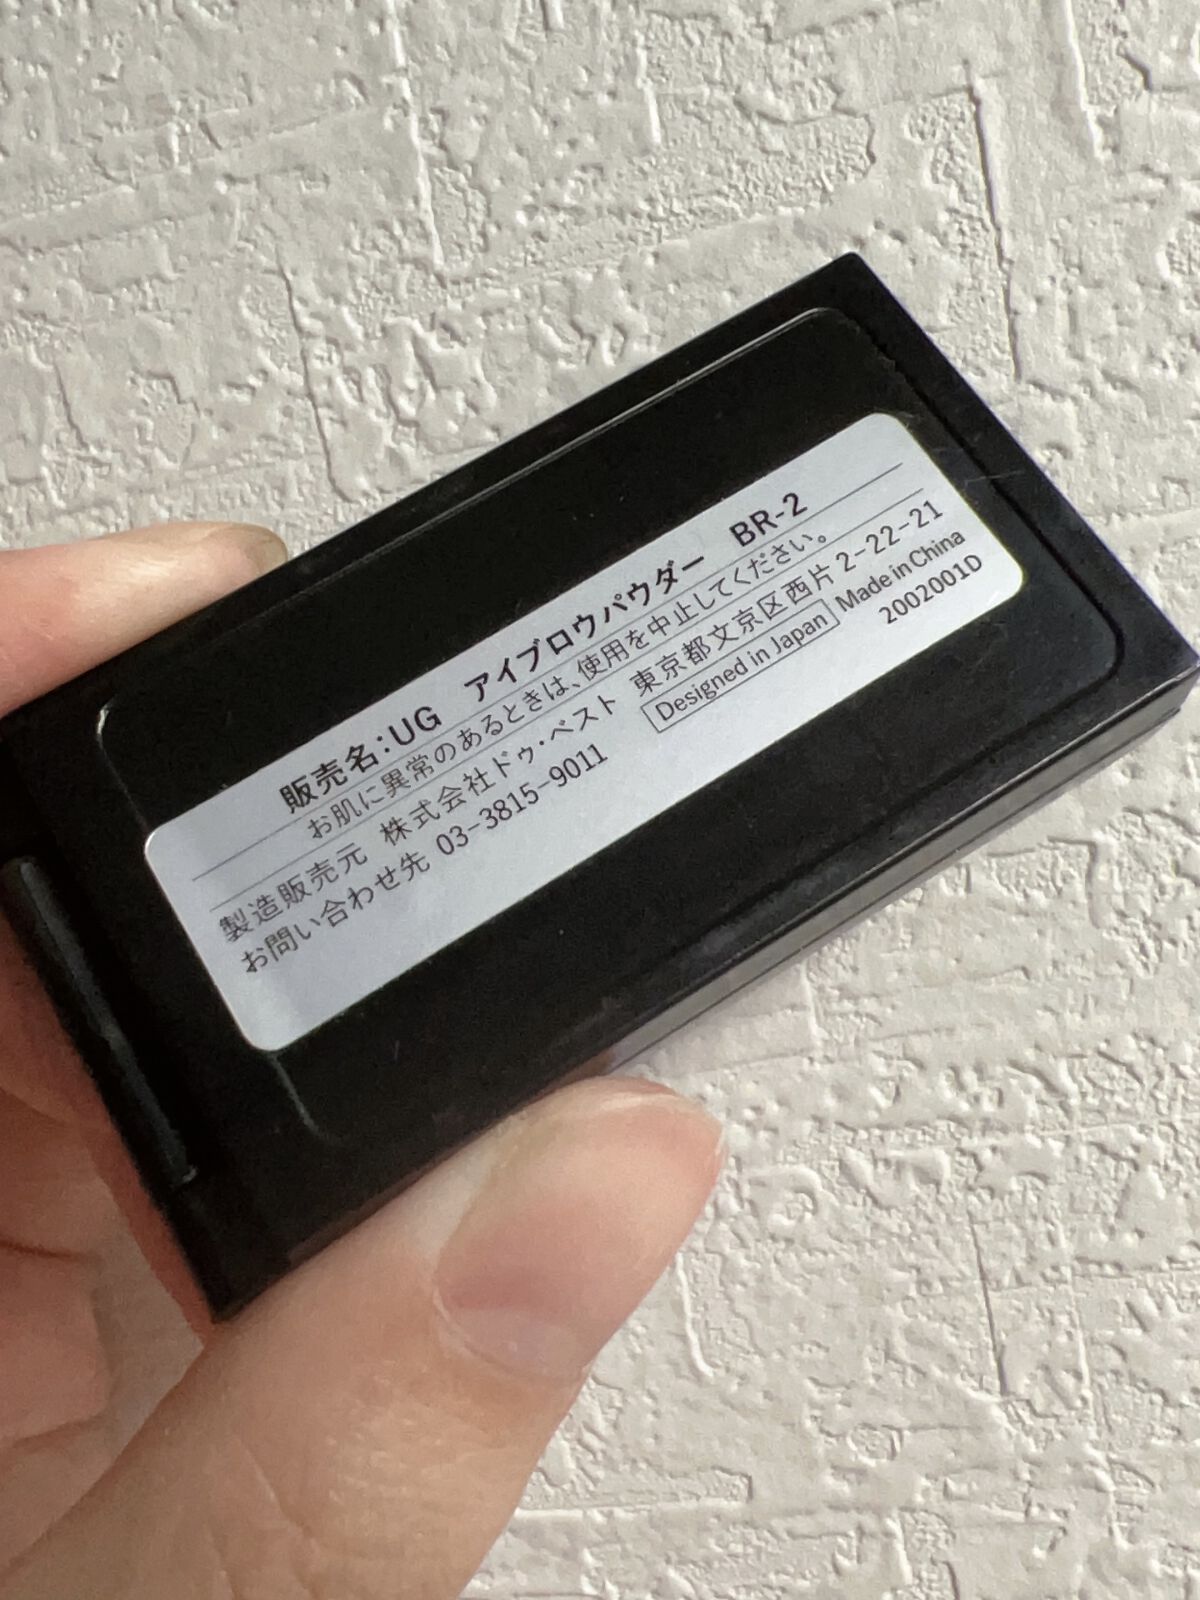 販売名：UG アイブロウパウダー BR-2
お肌に異常のあるときは、使用を中止してください。
製造販売元 株式会社ドゥ・ベスト 東京都文京区西片 2-22-21
お問い合わせ先 03-3815-9011 Designed in Japan Made in China
2002001D